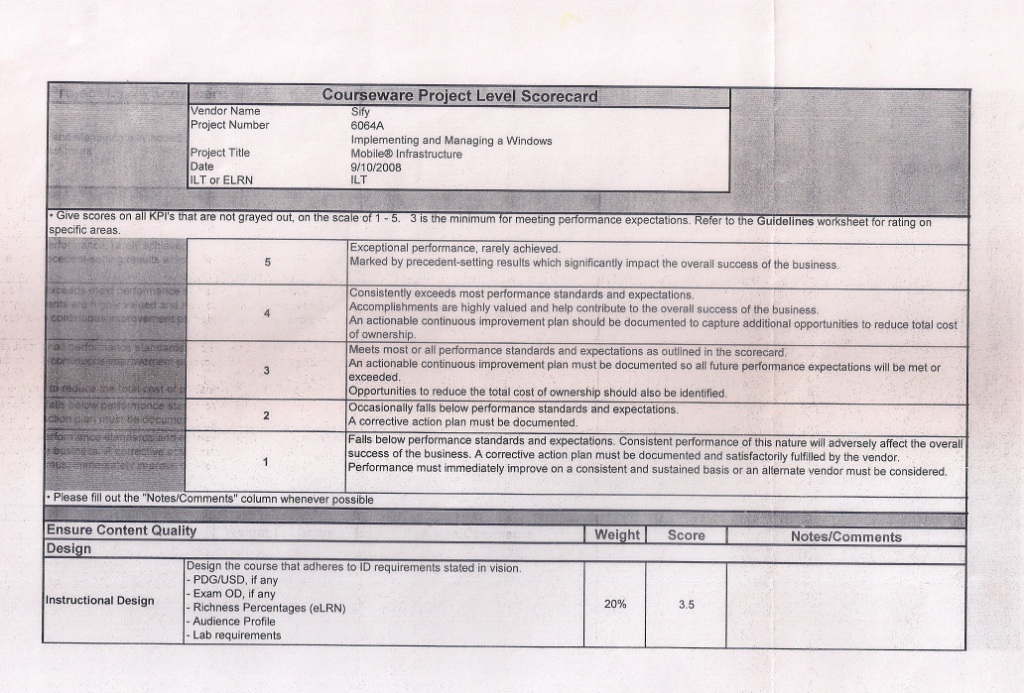 Courseware Project Level Scorecard
Vendor Name Sify
Project Number 6064A
Implementing and Managing a Windows
Project Title Mobile® Infrastructure
Date 9/10/2008
ILT or ELRN ILT
• Give scores on all KPI's that are not grayed out, on the scale of 1 - 5. 3 is the minimum for meeting performance expectations. Refer to the Guidelines worksheet for rating on
specific areas.
5
Exceptional performance, rarely achieved.
Marked by precedent-setting results which significantly impact the overall success of the business.
4
Consistently exceeds most performance standards and expectations.
Accomplishments are highly valued and help contribute to the overall success of the business.
An actionable continuous improvement plan should be documented to capture additional opportunities to reduce total cost
of ownership.
3
Meets most or all performance standards and expectations as outlined in the scorecard.
An actionable continuous improvement plan must be documented so all future performance expectations will be met or
exceeded.
Opportunities to reduce the total cost of ownership should also be identified.
2
Occasionally falls below performance standards and expectations.
A corrective action plan must be documented.
1
Falls below performance standards and expectations. Consistent performance of this nature will adversely affect the overall
success of the business. A corrective action plan must be documented and satisfactorily fulfilled by the vendor.
Performance must immediately improve on a consistent and sustained basis or an alternate vendor must be considered.
• Please fill out the "Notes/Comments" column whenever possible
Ensure Content Quality Weight Score Notes/Comments
Design
Instructional Design
Design the course that adheres to ID requirements stated in vision.
- PDG/USD, if any
- Exam OD, if any
- Richness Percentages (eLRN)
- Audience Profile
- Lab requirements
20% 3.5